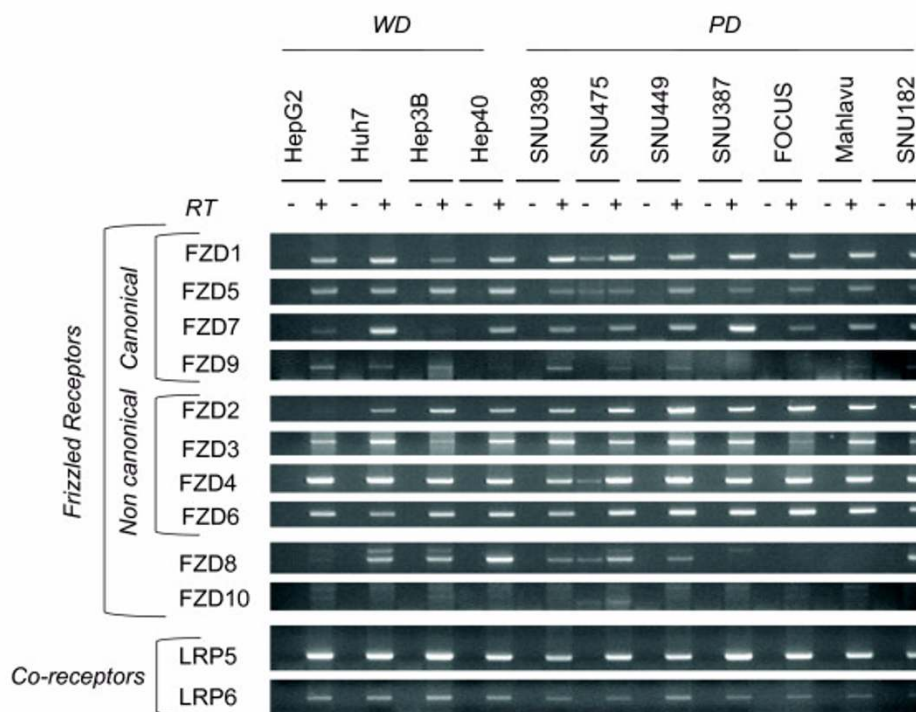 WD PD
HepG2 Huh7 Hep3B Hep40 SNU398 SNU475 SNU449 SNU387 FOCUS Mahlavu SNU182
RT - + - + - + - + - + - + - + - + - + - + - +
Frizzled Receptors
Canonical
FZD1
FZD5
FZD7
FZD9
Non canonical
FZD2
FZD3
FZD4
FZD6
FZD8
FZD10
Co-receptors
LRP5
LRP6